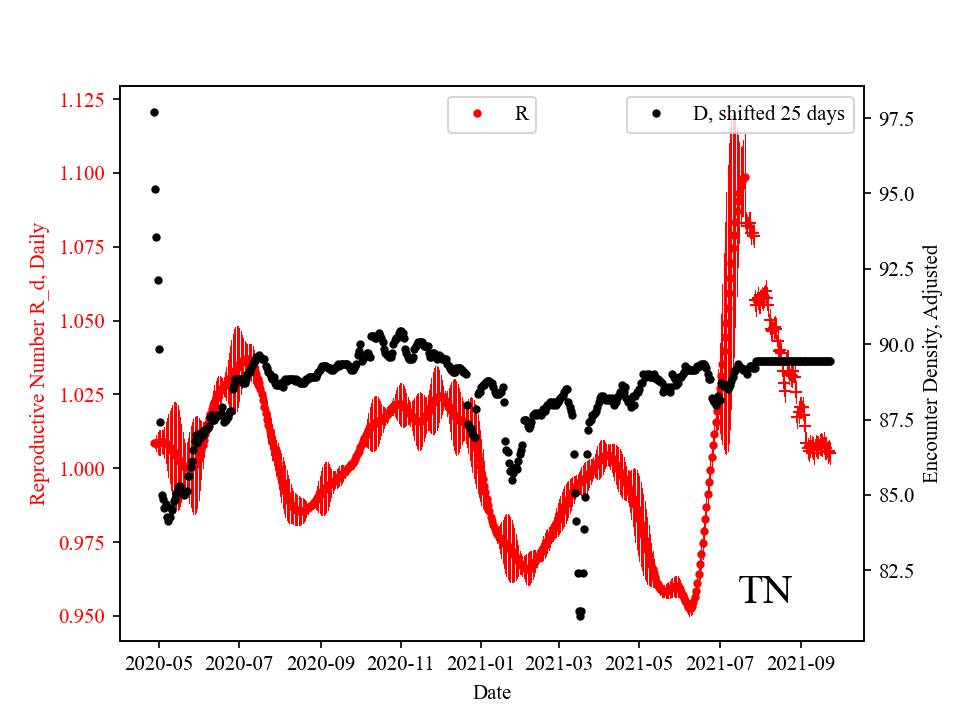 R
D, shifted 25 days
1.125
1.100
1.075
1.050
1.025
1.000
0.975
0.950
Reproductive Number R_d, Daily
97.5
95.0
92.5
90.0
87.5
85.0
82.5
Encounter Density, Adjusted
TN
2020-05 2020-07 2020-09 2020-11 2021-01 2021-03 2021-05 2021-07 2021-09
Date